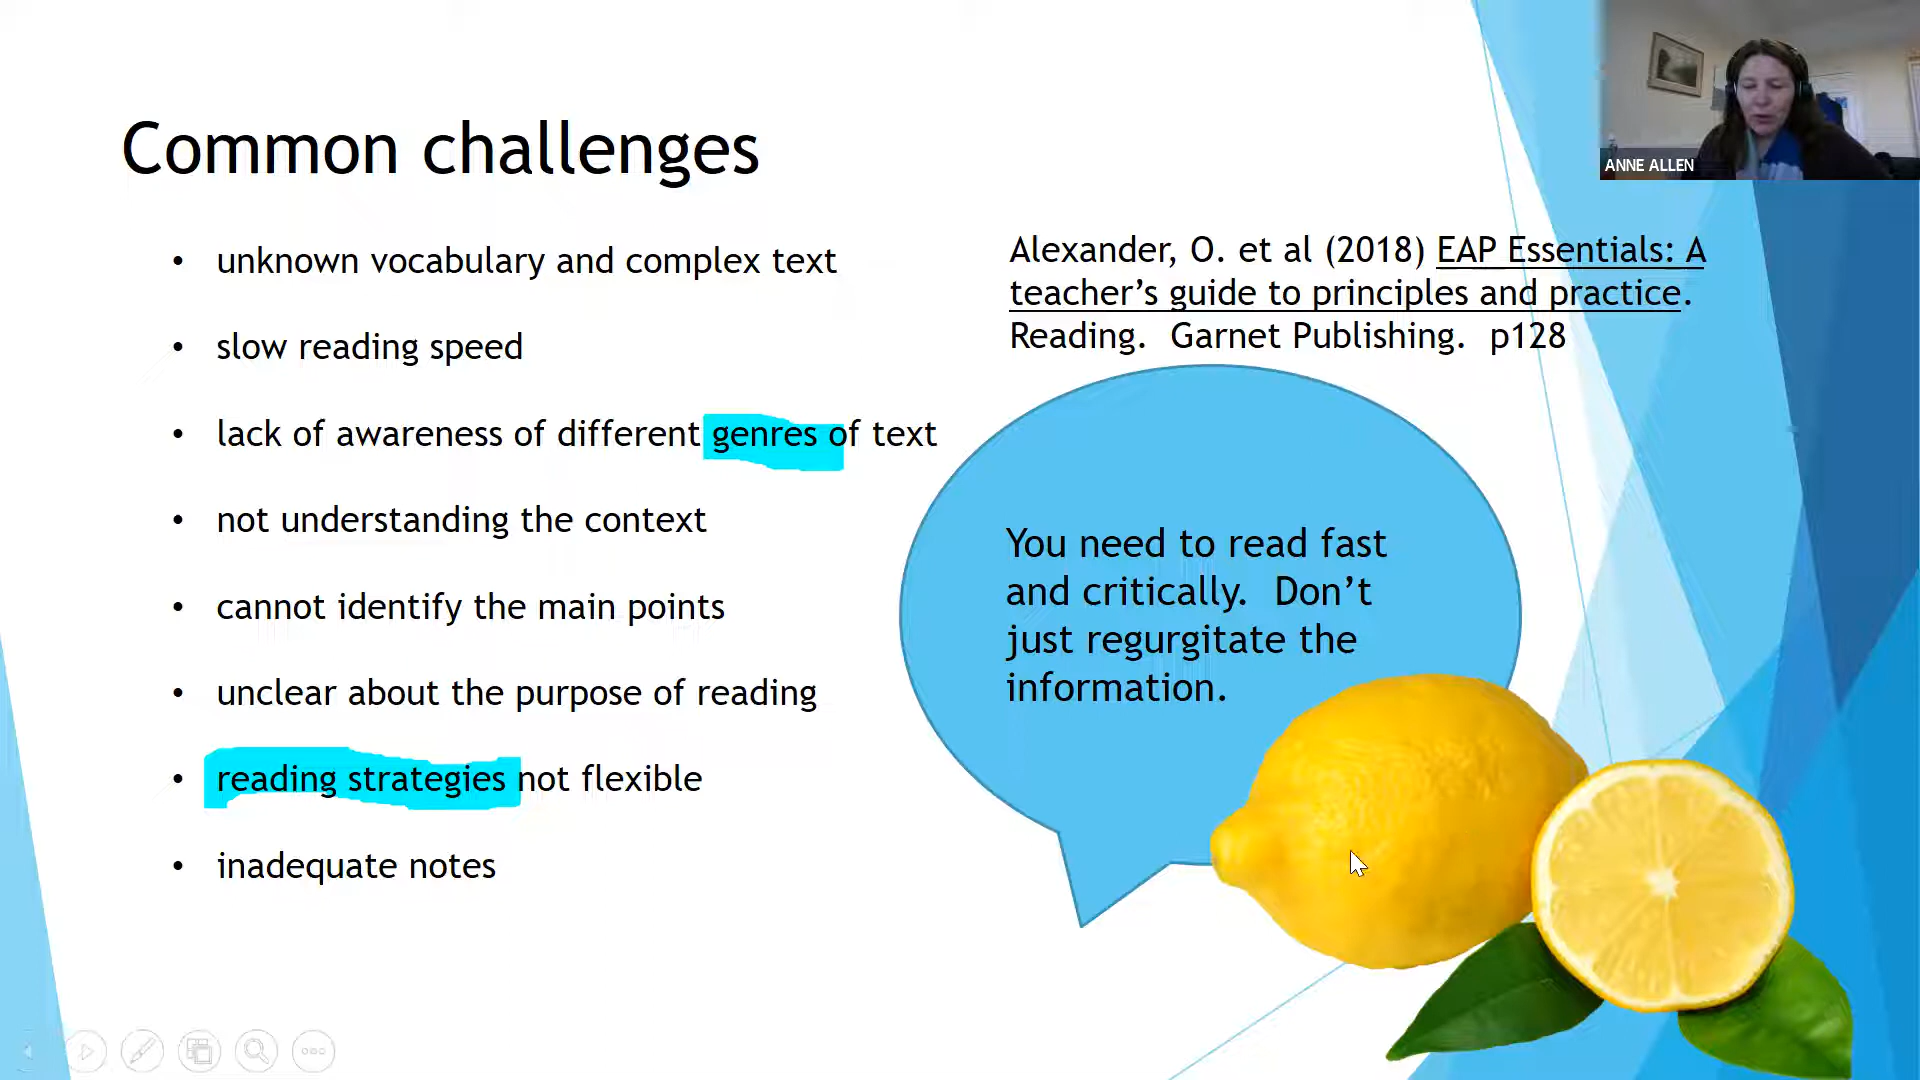 Common challenges
• unknown vocabulary and complex text
• slow reading speed
• lack of awareness of different genres of text
• not understanding the context
• cannot identify the main points
• unclear about the purpose of reading
• reading strategies not flexible
• inadequate notes
Alexander, O. et al (2018) EAP Essentials: A
teacher’s guide to principles and practice.
Reading.  Garnet Publishing.  p128
You need to read fast
and critically.  Don’t
just regurgitate the
information.
ANNE ALLEN